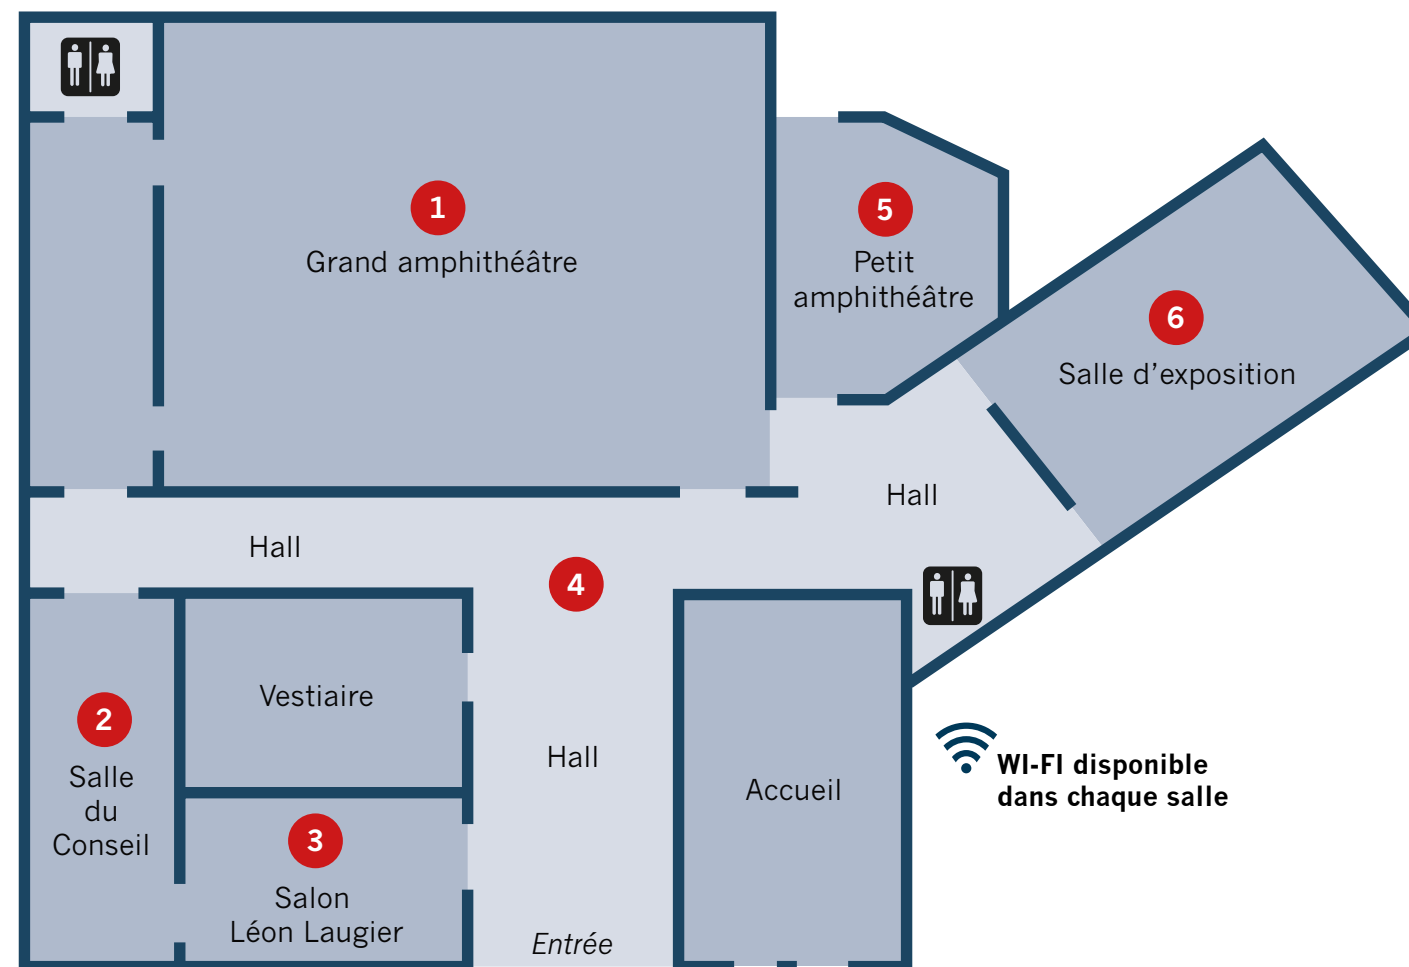 1
Grand amphithéâtre
5
Petit
amphithéâtre
6
Salle d’exposition
Hall
Hall
4
2
Salle
du
Conseil
Vestiaire
3
Salon
Léon Laugier
Hall
Entrée
Accueil
WI-FI disponible
dans chaque salle